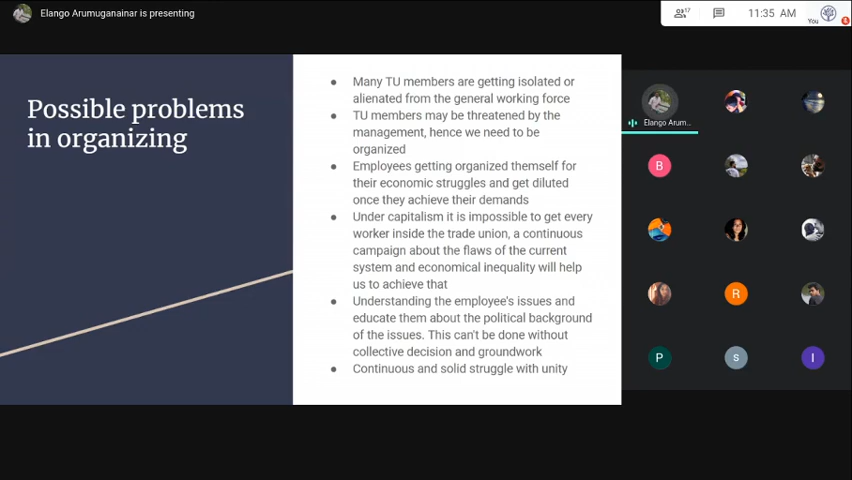 Elango Arumuganainar is presenting
17
11:35 AM
You
Possible problems
in organizing
● Many TU members are getting isolated or
alienated from the general working force
● TU members may be threatened by the
management, hence we need to be
organized
● Employees getting organized themself for
their economic struggles and get diluted
once they achieve their demands
● Under capitalism it is impossible to get every
worker inside the trade union, a continuous
campaign about the flaws of the current
system and economical inequality will help
us to achieve that
● Understanding the employee's issues and
educate them about the political background
of the issues. This can't be done without
collective decision and groundwork
● Continuous and solid struggle with unity
Elango Arum...
B
R
P
s
I